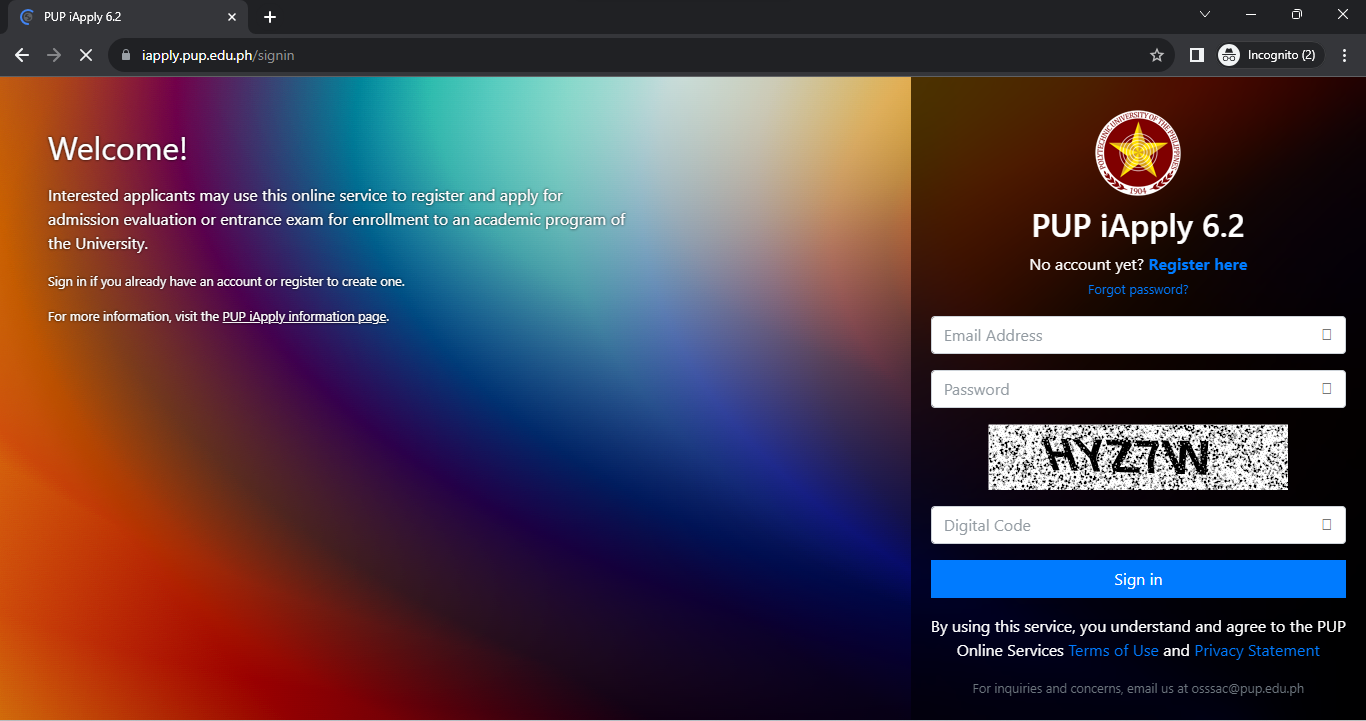 PUP iApply 6.2
iapply.pup.edu.ph/signin
Incognito (2)
Welcome!
Interested applicants may use this online service to register and apply for
admission evaluation or entrance exam for enrollment to an academic program of
the University.
Sign in if you already have an account or register to create one.
For more information, visit the PUP iApply information page.
POLYTECHNIC UNIVERSITY OF THE PHILIPPINES
1904
PUP iApply 6.2
No account yet? Register here
Forgot password?
Email Address
Password
HYZ7W
Digital Code
Sign in
By using this service, you understand and agree to the PUP
Online Services Terms of Use and Privacy Statement
For inquiries and concerns, email us at osssac@pup.edu.ph